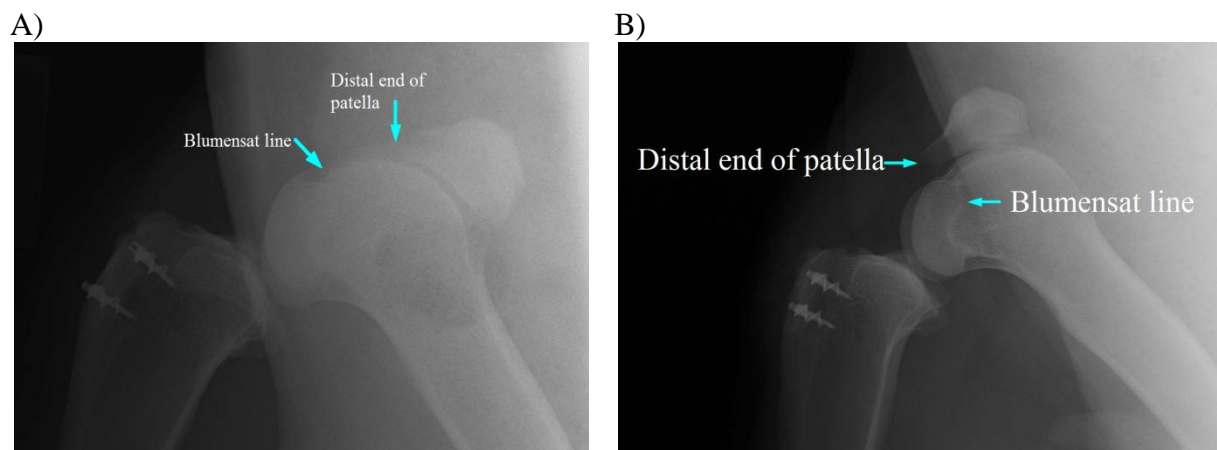 A)
B)
Distal end of
patella
Blumensat line
Distal end of patella
Blumensat line